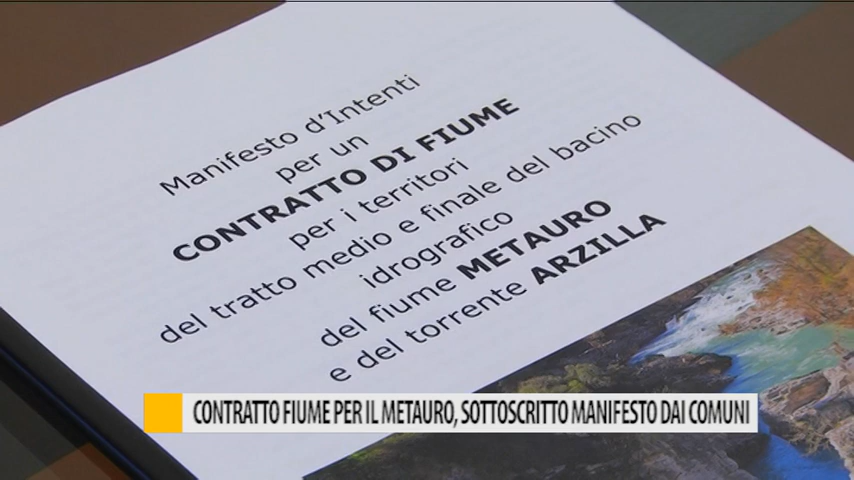 Manifesto d'Intenti
per un
CONTRATTO DI FIUME
per i territori
del tratto medio e finale del bacino
idrografico
del fiume METAURO
e del torrente ARZILLA
CONTRATTO FIUME PER IL METAURO, SOTTOSCRITTO MANIFESTO DAI COMUNI